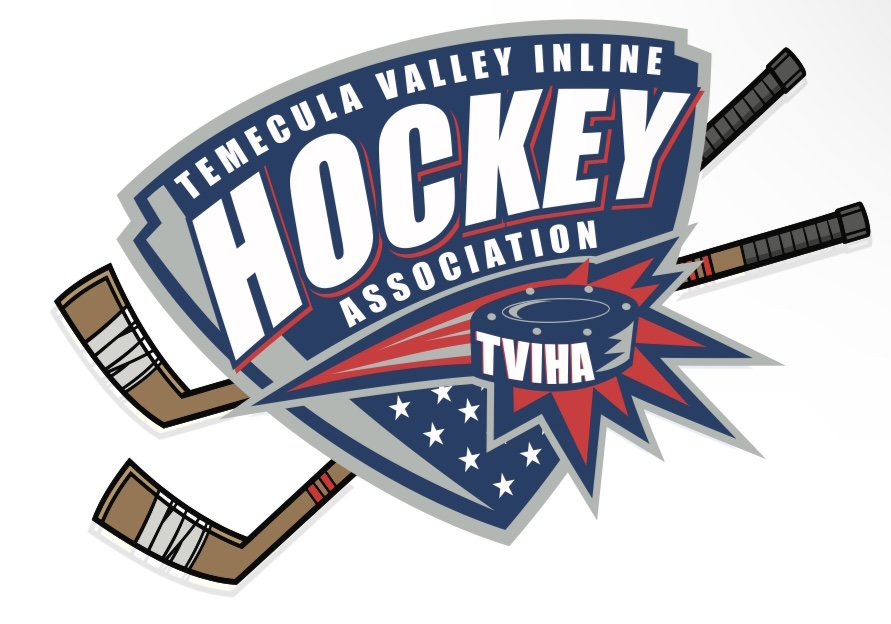 TEMECULA VALLEY INLINE
HOCKEY
ASSOCIATION
TVIHA